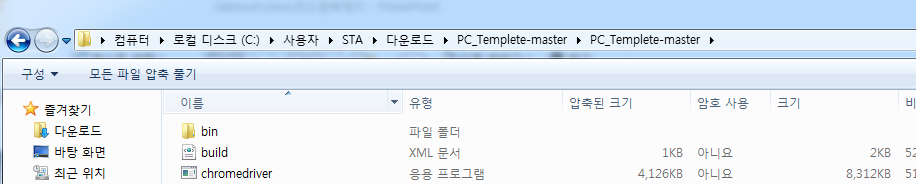 컴퓨터 ▸ 로컬 디스크 (C:) ▸ 사용자 ▸ STA ▸ 다운로드 ▸ PC_Templete-master ▸ PC_Templete-master ▸
구성 ▾ 모든 파일 압축 풀기
즐겨찾기
다운로드
바탕 화면
최근 위치
이름 유형 압축된 크기 암호 사용 크기
bin 파일 폴더
build XML 문서 1KB 아니요 2KB
chromedriver 응용 프로그램 4,126KB 아니요 8,312KB